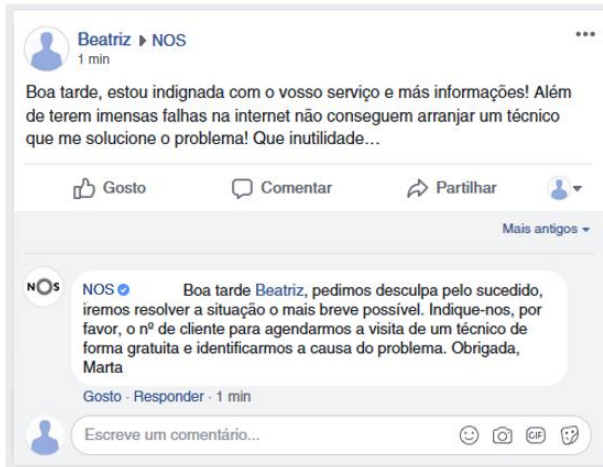 Beatriz ▸ NOS
1 min
Boa tarde, estou indignada com o vosso serviço e más informações! Além
de terem imensas falhas na internet não conseguem arranjar um técnico
que me solucione o problema! Que inutilidade…
Gosto Comentar Partilhar
Mais antigos
NOS
NOS Boa tarde Beatriz, pedimos desculpa pelo sucedido,
iremos resolver a situação o mais breve possível. Indique-nos, por
favor, o nº de cliente para agendarmos a visita de um técnico de
forma gratuita e identificarmos a causa do problema. Obrigada,
Marta
Gosto · Responder · 1 min
Escreve um comentário... GIF